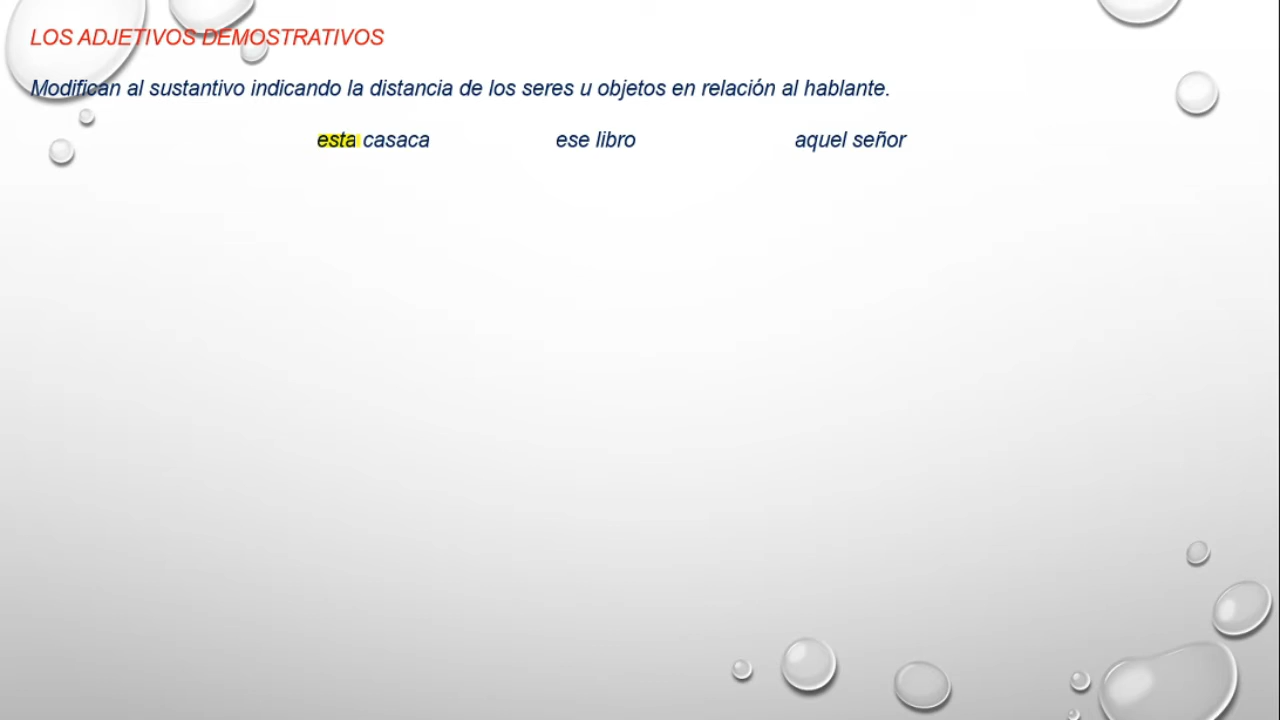 LOS ADJETIVOS DEMOSTRATIVOS
Modifican al sustantivo indicando la distancia de los seres u objetos en relación al hablante.
esta casaca ese libro aquel señor